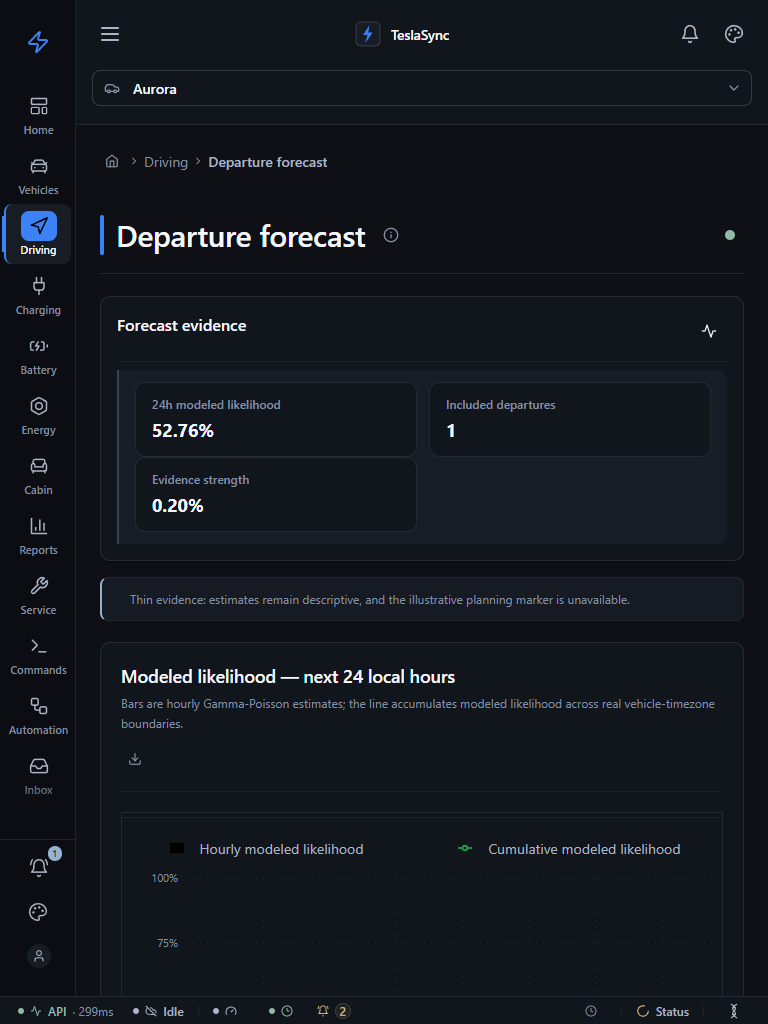 TeslaSync
Aurora
Home
Vehicles
Driving
Charging
Battery
Energy
Cabin
Reports
Service
Commands
Automation
Inbox
1
Driving
Departure forecast
Departure forecast
Forecast evidence
24h modeled likelihood
52.76%
Included departures
1
Evidence strength
0.20%
Thin evidence: estimates remain descriptive, and the illustrative planning marker is unavailable.
Modeled likelihood — next 24 local hours
Bars are hourly Gamma-Poisson estimates; the line accumulates modeled likelihood across real vehicle-timezone
boundaries.
Hourly modeled likelihood
Cumulative modeled likelihood
100%
75%
API · 299ms
Idle
2
Status